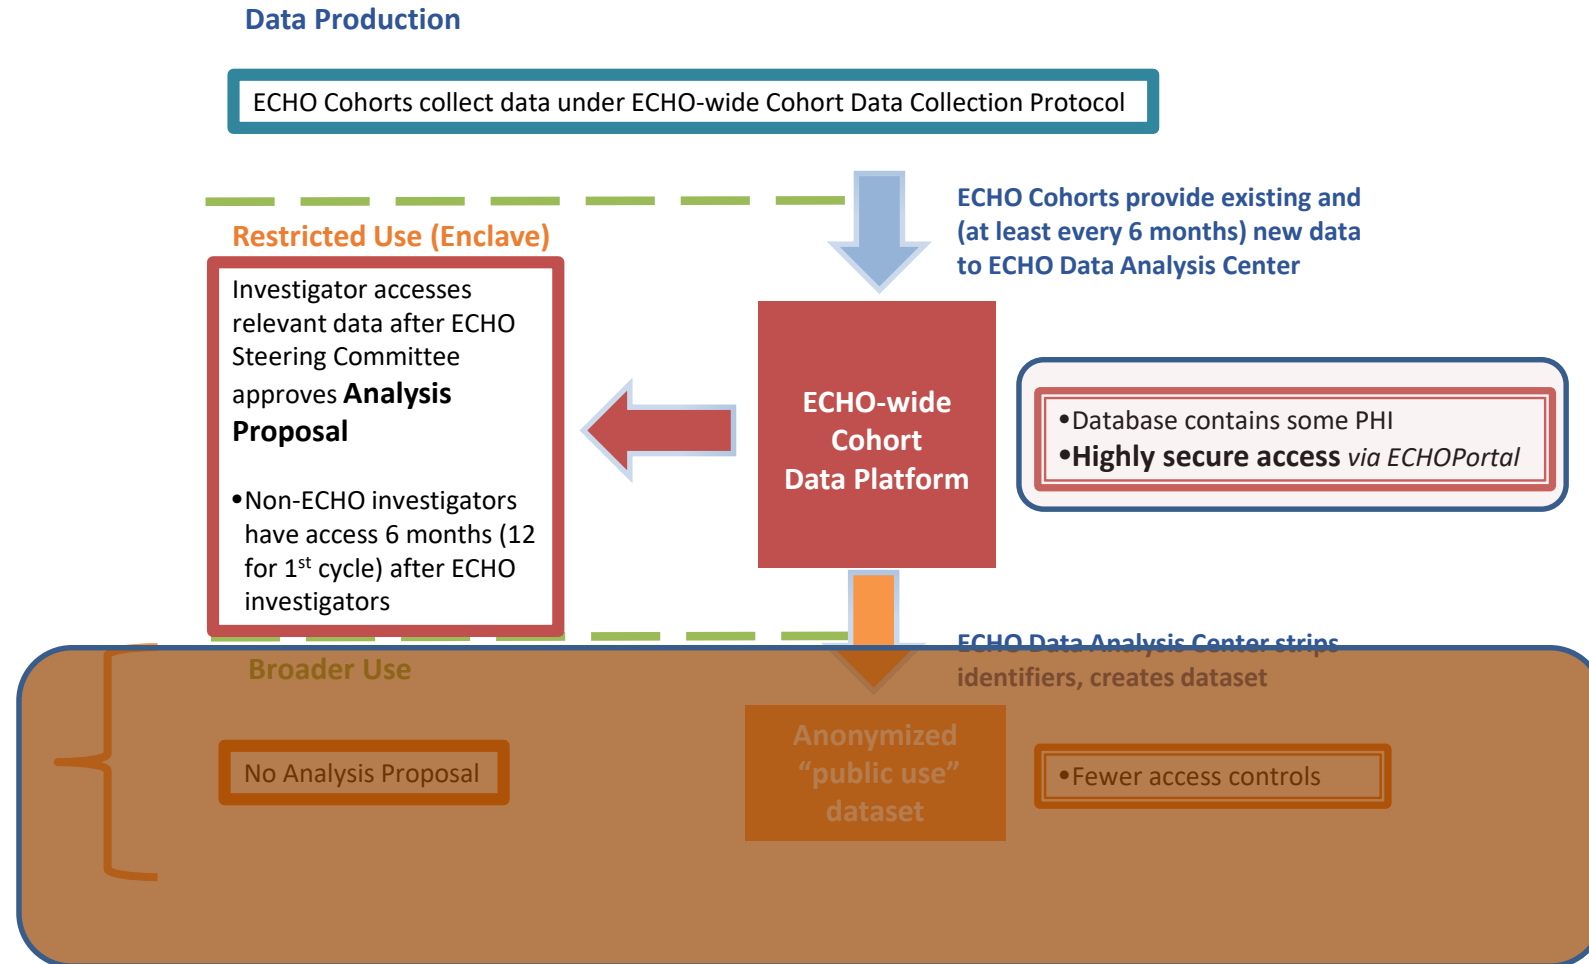 Data Production
ECHO Cohorts collect data under ECHO-wide Cohort Data Collection Protocol
ECHO Cohorts provide existing and
(at least every 6 months) new data
to ECHO Data Analysis Center
Restricted Use (Enclave)
Investigator accesses
relevant data after ECHO
Steering Committee
approves Analysis
Proposal
•Non-ECHO investigators
have access 6 months (12
for 1st cycle) after ECHO
investigators
ECHO-wide
Cohort
Data Platform
•Database contains some PHI
•Highly secure access via ECHOPortal
ECHO Data Analysis Center strips
identifiers, creates dataset
Broader Use
No Analysis Proposal
Anonymized
“public use”
dataset
•Fewer access controls